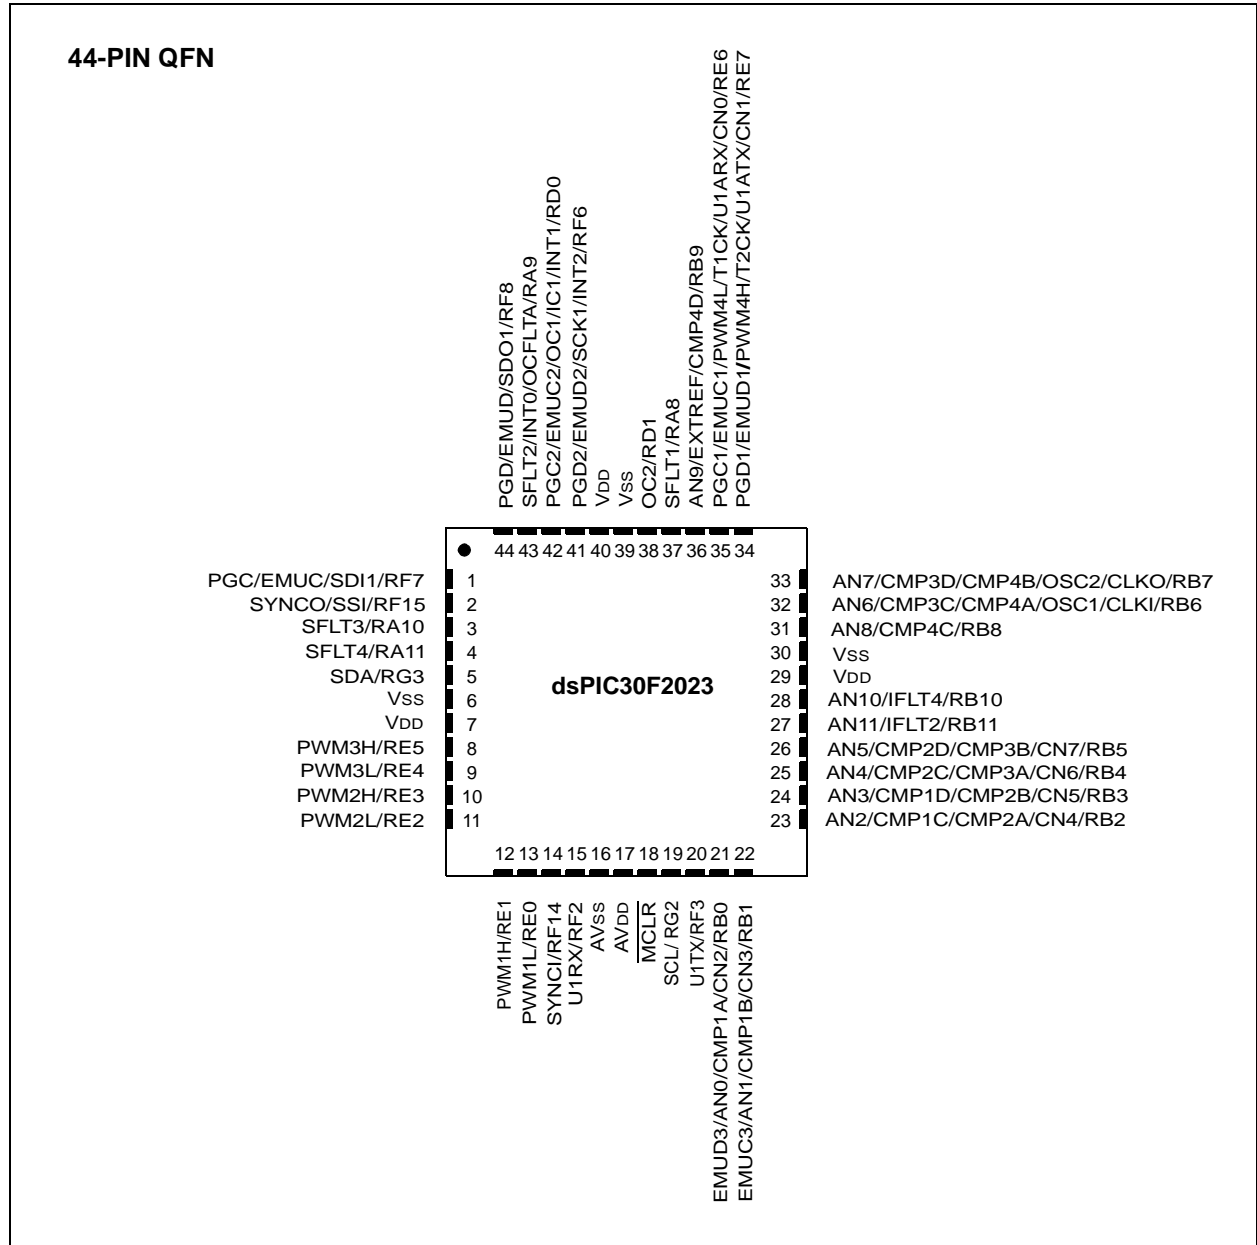 44-PIN QFN
PGD/EMUD/SDO1/RF8
SFLT2/INT0/OCFLTA/RA9
PGC2/EMUC2/OC1/IC1/INT1/RD0
PGD2/EMUD2/SCK1/INT2/RF6
VDD
VSS
OC2/RD1
SFLT1/RA8
AN9/EXTREF/CMP4D/RB9
PGC1/EMUC1/PWM4L/T1CK/U1ARX/CN0/RE6
PGD1/EMUD1/PWM4H/T2CK/U1ATX/CN1/RE7
44 43 42 41 40 39 38 37 36 35 34
PGC/EMUC/SDI1/RF7 1
SYNCO/SSI/RF15 2
SFLT3/RA10 3
SFLT4/RA11 4
SDA/RG3 5
VSS 6
VDD 7
PWM3H/RE5 8
PWM3L/RE4 9
PWM2H/RE3 10
PWM2L/RE2 11
dsPIC30F2023
33 AN7/CMP3D/CMP4B/OSC2/CLKO/RB7
32 AN6/CMP3C/CMP4A/OSC1/CLKI/RB6
31 AN8/CMP4C/RB8
30 VSS
29 VDD
28 AN10/IFLT4/RB10
27 AN11/IFLT2/RB11
26 AN5/CMP2D/CMP3B/CN7/RB5
25 AN4/CMP2C/CMP3A/CN6/RB4
24 AN3/CMP1D/CMP2B/CN5/RB3
23 AN2/CMP1C/CMP2A/CN4/RB2
12 13 14 15 16 17 18 19 20 21 22
PWM1H/RE1
PWM1L/RE0
SYNCI/RF14
U1RX/RF2
AVSS
AVDD
MCLR
SCL/ RG2
U1TX/RF3
EMUD3/AN0/CMP1A/CN2/RB0
EMUC3/AN1/CMP1B/CN3/RB1